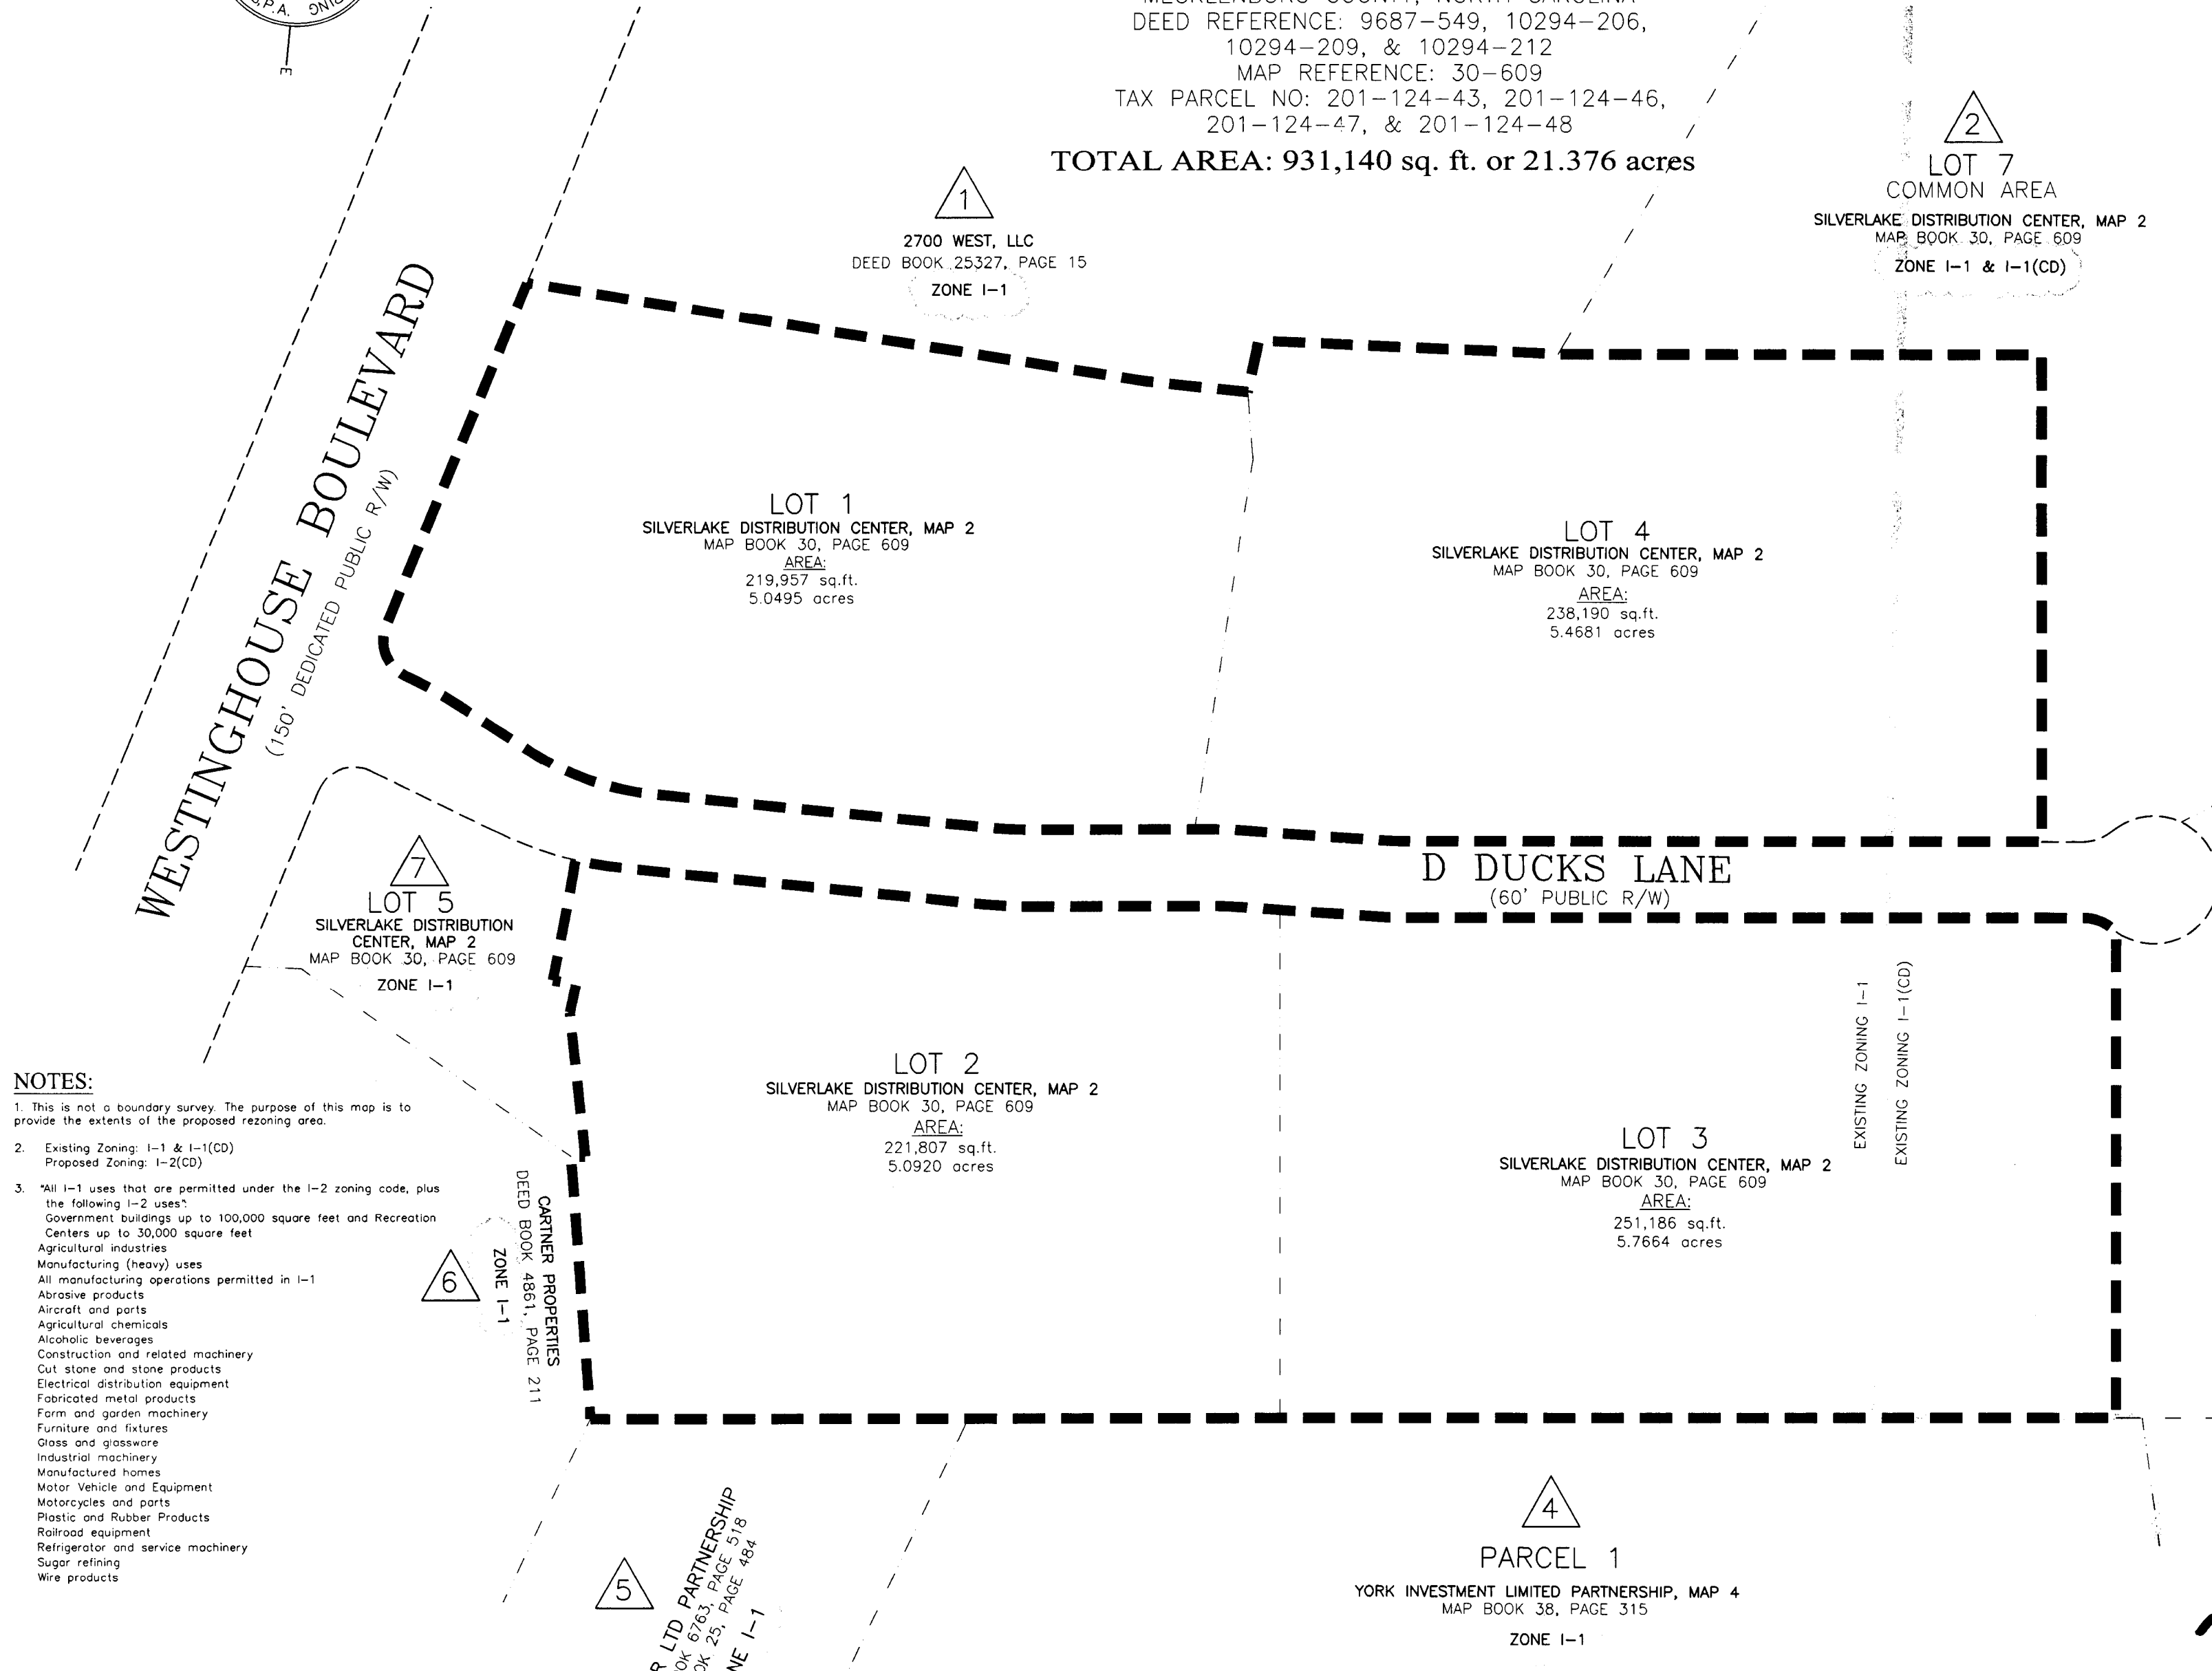 DEED REFERENCE: 9687-549, 10294-206,
10294-209, & 10294-212
MAP REFERENCE: 30-609
TAX PARCEL NO: 201-124-43, 201-124-46,
201-124-47, & 201-124-48
TOTAL AREA: 931,140 sq. ft. or 21.376 acres
E
1
2700 WEST, LLC
DEED BOOK 25327, PAGE 15
ZONE I-1
2
LOT 7
COMMON AREA
SILVERLAKE DISTRIBUTION CENTER, MAP 2
MAP BOOK 30, PAGE 609
ZONE I-1 & I-1(CD)
WESTINGHOUSE BOULEVARD
(150' DEDICATED PUBLIC R/W)
LOT 1
SILVERLAKE DISTRIBUTION CENTER, MAP 2
MAP BOOK 30, PAGE 609
AREA:
219,957 sq.ft.
5.0495 acres
LOT 4
SILVERLAKE DISTRIBUTION CENTER, MAP 2
MAP BOOK 30, PAGE 609
AREA:
238,190 sq.ft.
5.4681 acres
D DUCKS LANE
(60' PUBLIC R/W)
7
LOT 5
SILVERLAKE DISTRIBUTION
CENTER, MAP 2
MAP BOOK 30, PAGE 609
ZONE I-1
LOT 2
SILVERLAKE DISTRIBUTION CENTER, MAP 2
MAP BOOK 30, PAGE 609
AREA:
221,807 sq.ft.
5.0920 acres
EXISTING ZONING I-1
EXISTING ZONING I-1(CD)
LOT 3
SILVERLAKE DISTRIBUTION CENTER, MAP 2
MAP BOOK 30, PAGE 609
AREA:
251,186 sq.ft.
5.7664 acres
NOTES:
1. This is not a boundary survey. The purpose of this map is to
provide the extents of the proposed rezoning area.
2. Existing Zoning: I-1 & I-1(CD)
Proposed Zoning: I-2(CD)
3. "All I-1 uses that are permitted under the I-2 zoning code, plus
the following I-2 uses":
Government buildings up to 100,000 square feet and Recreation
Centers up to 30,000 square feet
Agricultural industries
Manufacturing (heavy) uses
All manufacturing operations permitted in I-1
Abrasive products
Aircraft and parts
Agricultural chemicals
Alcoholic beverages
Construction and related machinery
Cut stone and stone products
Electrical distribution equipment
Fabricated metal products
Farm and garden machinery
Furniture and fixtures
Glass and glassware
Industrial machinery
Manufactured homes
Motor Vehicle and Equipment
Motorcycles and parts
Plastic and Rubber Products
Railroad equipment
Refrigerator and service machinery
Sugar refining
Wire products
CARTNER PROPERTIES
DEED BOOK 4861, PAGE 211
ZONE I-1
6
5
LTD PARTNERSHIP
6763, PAGE 518
25, PAGE 484
I-1
4
PARCEL 1
YORK INVESTMENT LIMITED PARTNERSHIP, MAP 4
MAP BOOK 38, PAGE 315
ZONE I-1